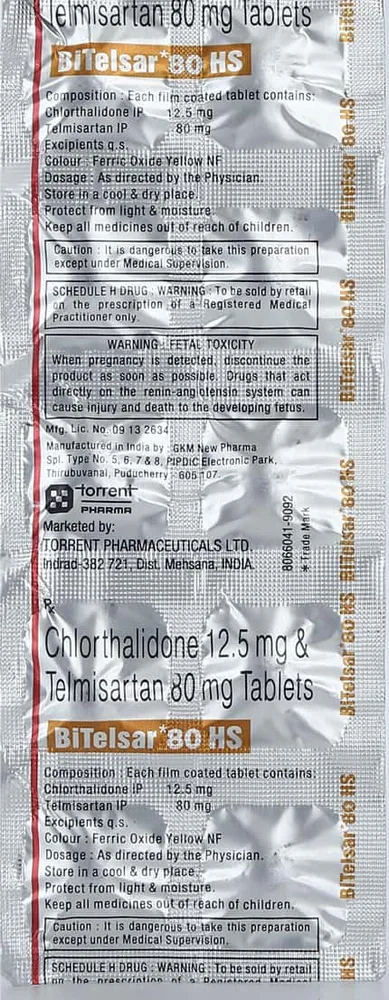 Telmisartan 80 mg Tablets
BiTelsar*80 HS
Composition : Each film coated tablet contains:
Chlorthalidone IP 12.5 mg
Telmisartan IP 80 mg
Excipients q.s.
Colour : Ferric Oxide Yellow NF
Dosage : As directed by the Physician.
Store in a cool & dry place.
Protect from light & moisture.
Keep all medicines out of reach of children.
Caution : It is dangerous to take this preparation
except under Medical Supervision.
SCHEDULE H DRUG : WARNING : To be sold by retail
on the prescription of a Registered Medical
Practitioner only.
WARNING : FETAL TOXICITY
When pregnancy is detected, discontinue the
product as soon as possible. Drugs that act
directly on the renin-angiotensin system can
cause injury and death to the developing fetus.
Mfg. Lic. No. 09 13 2634
Manufactured in India by : GKM New Pharma
Spl. Type No. 5, 6, 7 & 8, PIPDIC Electronic Park,
Thirubuvanai, Puducherry - 605 107.
torrent
PHARMA
Marketed by:
TORRENT PHARMACEUTICALS LTD.
Indrad-382 721, Dist. Mehsana, INDIA.
8066041-9092
* Trade Mark
Rx
Chlorthalidone 12.5 mg &
Telmisartan 80 mg Tablets
BiTelsar*80 HS
Composition : Each film coated tablet contains:
Chlorthalidone IP 12.5 mg
Telmisartan IP 80 mg
Excipients q.s.
Colour : Ferric Oxide Yellow NF
Dosage : As directed by the Physician.
Store in a cool & dry place.
Protect from light & moisture.
Keep all medicines out of reach of children.
Caution : It is dangerous to take this preparation
except under Medical Supervision.
SCHEDULE H DRUG : WARNING : To be sold by retail
on the prescription of a Registered Medical
BiTelsar*80 HS
BiTelsar*80 HS
BiTelsar*80 HS
BiTelsar*80 HS
BiTelsar*80 HS
HS